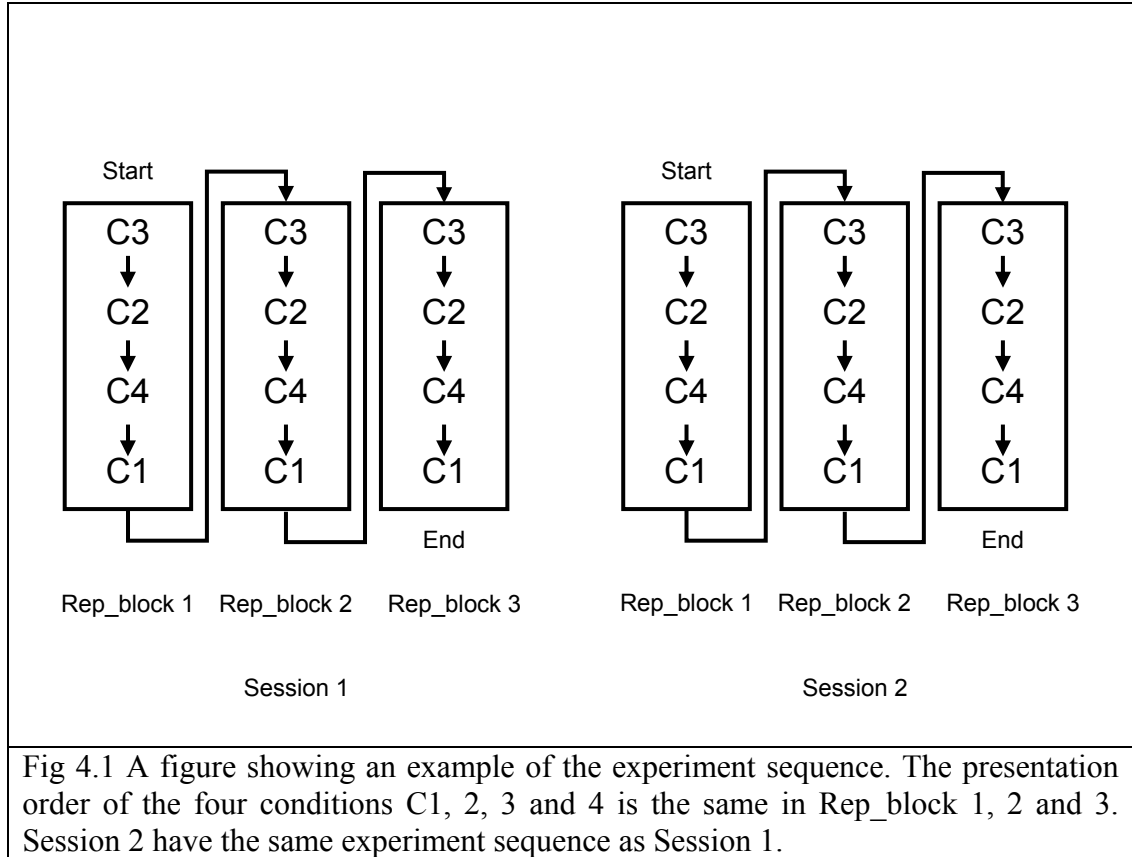 Start
C3
C2
C4
C1
Rep_block 1
C3
C2
C4
C1
Rep_block 2
C3
C2
C4
C1
End
Rep_block 3
Session 1
Start
C3
C2
C4
C1
Rep_block 1
C3
C2
C4
C1
Rep_block 2
C3
C2
C4
C1
End
Rep_block 3
Session 2
Fig 4.1 A figure showing an example of the experiment sequence. The presentation
order of the four conditions C1, 2, 3 and 4 is the same in Rep_block 1, 2 and 3.
Session 2 have the same experiment sequence as Session 1.